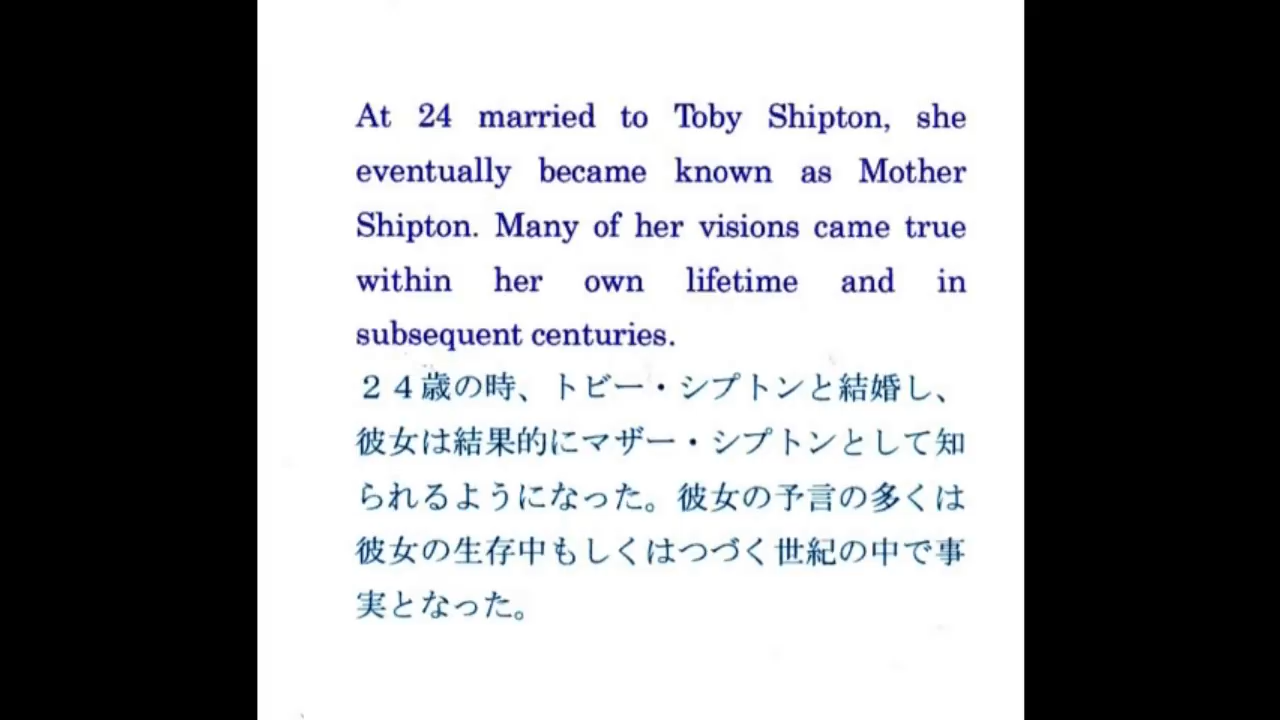 At 24 married to Toby Shipton, she
eventually became known as Mother
Shipton. Many of her visions came true
within her own lifetime and in
subsequent centuries.
２４歳の時、トビー・シプトンと結婚し、
彼女は結果的にマザー・シプトンとして知
られるようになった。彼女の予言の多くは
彼女の生存中もしくはつづく世紀の中で事
実となった。